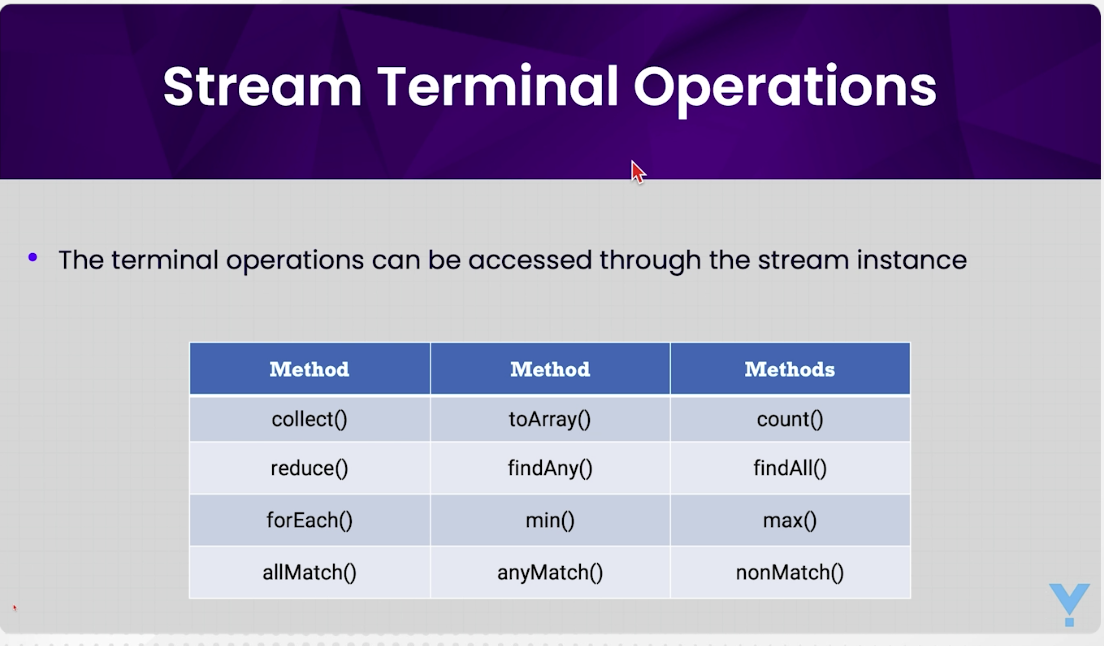 Stream Terminal Operations
• The terminal operations can be accessed through the stream instance
Method Method Methods
collect() toArray() count()
reduce() findAny() findAll()
forEach() min() max()
allMatch() anyMatch() nonMatch()